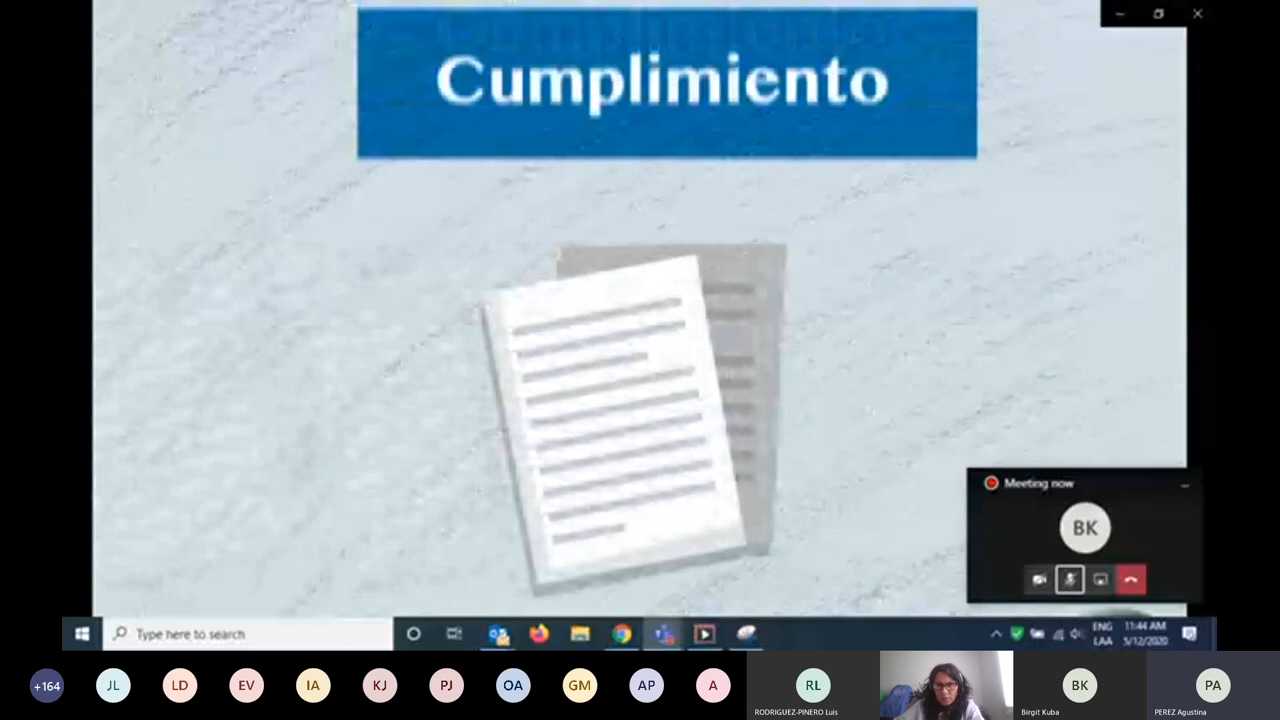 Cumplimiento
Meeting now
BK
Type here to search
ENG
LAA
11:44 AM
5/12/2020
+164
JL
LD
EV
IA
KJ
PJ
OA
GM
AP
A
RL
RODRIGUEZ-PINERO Luis
BK
Birgit Kuba
PA
PEREZ Agustina